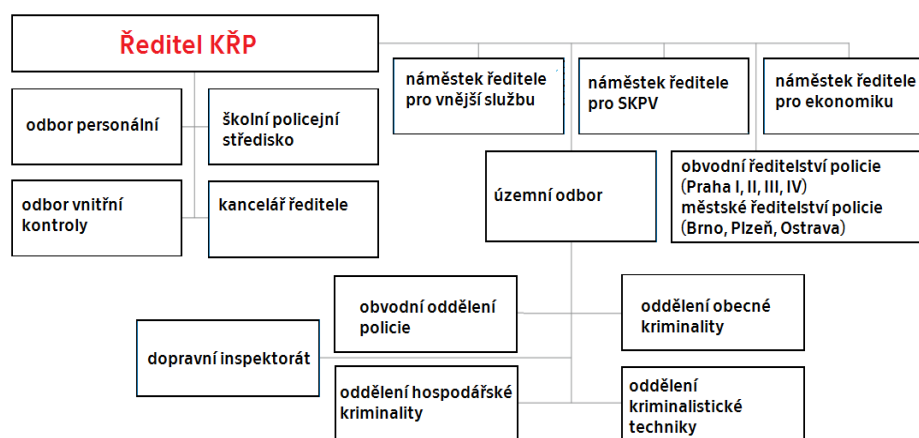 Ředitel KŘP
náměstek ředitele
pro vnější službu
náměstek ředitele
pro SKPV
náměstek ředitele
pro ekonomiku
odbor personální
školní policejní
středisko
odbor vnitřní
kontroly
kancelář ředitele
územní odbor
obvodní ředitelství policie
(Praha I, II, III, IV)
městské ředitelství policie
(Brno, Plzeň, Ostrava)
obvodní oddělení
policie
oddělení obecné
kriminality
dopravní inspektorát
oddělení hospodářské
kriminality
oddělení
kriminalistické
techniky